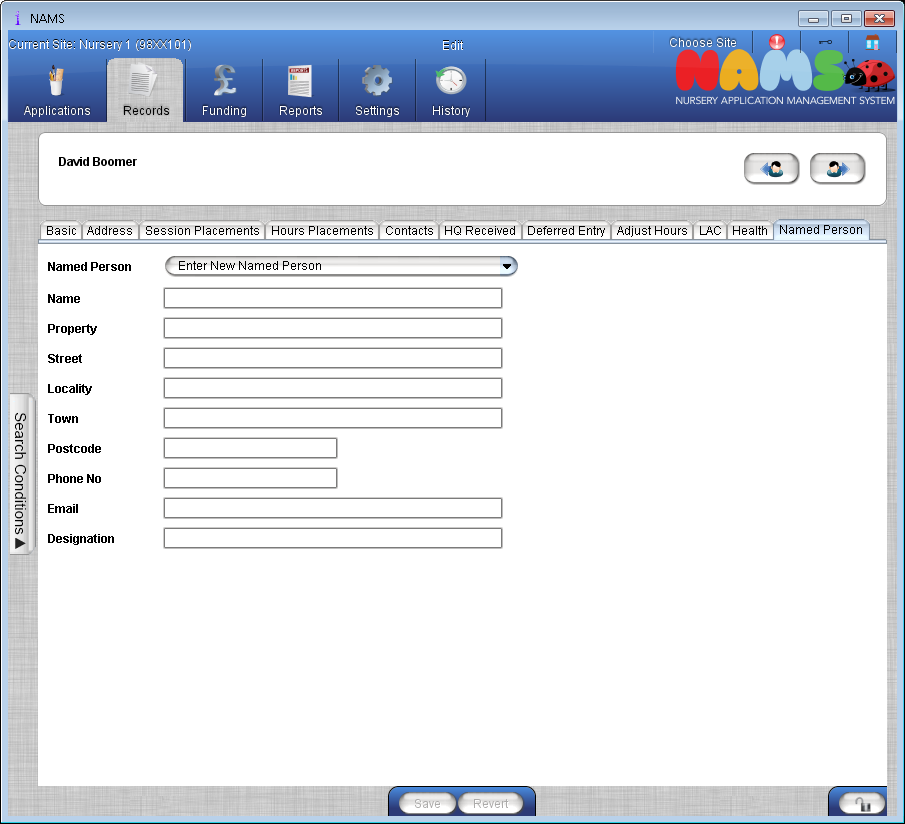 NAMS
Current Site: Nursery 1 (98XX101)
Edit
Choose Site
Applications
Records
Funding
Reports
Settings
History
NAMS
NURSERY APPLICATION MANAGEMENT SYSTEM
David Boomer
Basic Address Session Placements Hours Placements Contacts HQ Received Deferred Entry Adjust Hours LAC Health Named Person
Named Person Enter New Named Person
Name
Property
Street
Locality
Town
Postcode
Phone No
Email
Designation
Search Conditions
Save Revert